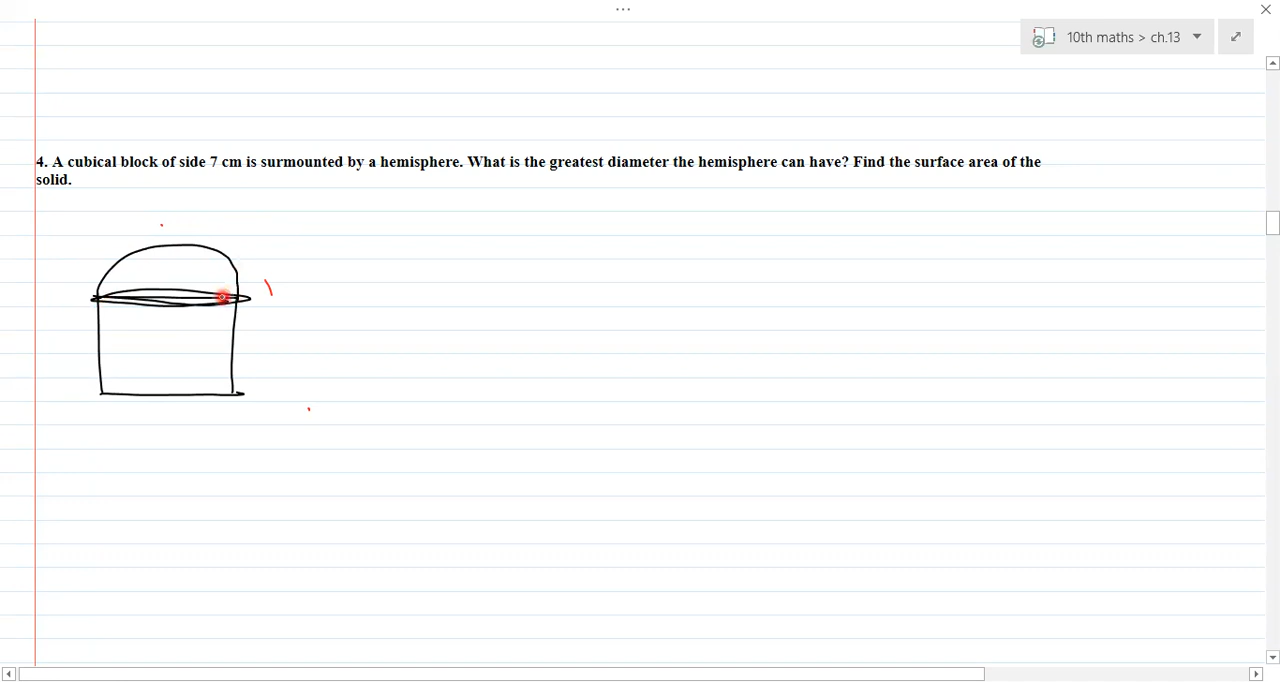 10th maths > ch.13
4. A cubical block of side 7 cm is surmounted by a hemisphere. What is the greatest diameter the hemisphere can have? Find the surface area of the
solid.